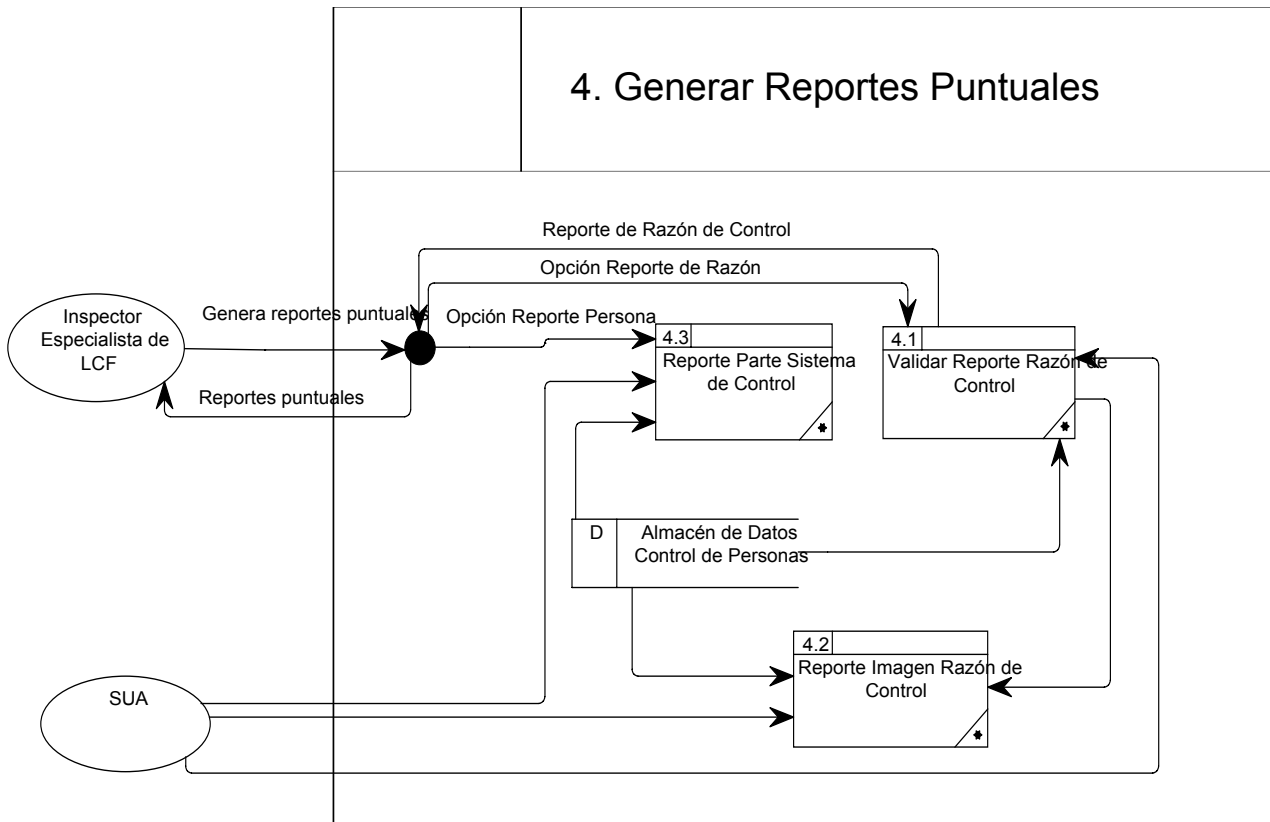 4. Generar Reportes Puntuales
Reporte de Razón de Control
Opción Reporte de Razón
Inspector
Especialista de
LCF
Genera reportes puntuales
Opción Reporte Persona
Reportes puntuales
4.3
Reporte Parte Sistema
de Control
4.1
Validar Reporte Razón de
Control
D
Almacén de Datos
Control de Personas
4.2
Reporte Imagen Razón de
Control
SUA